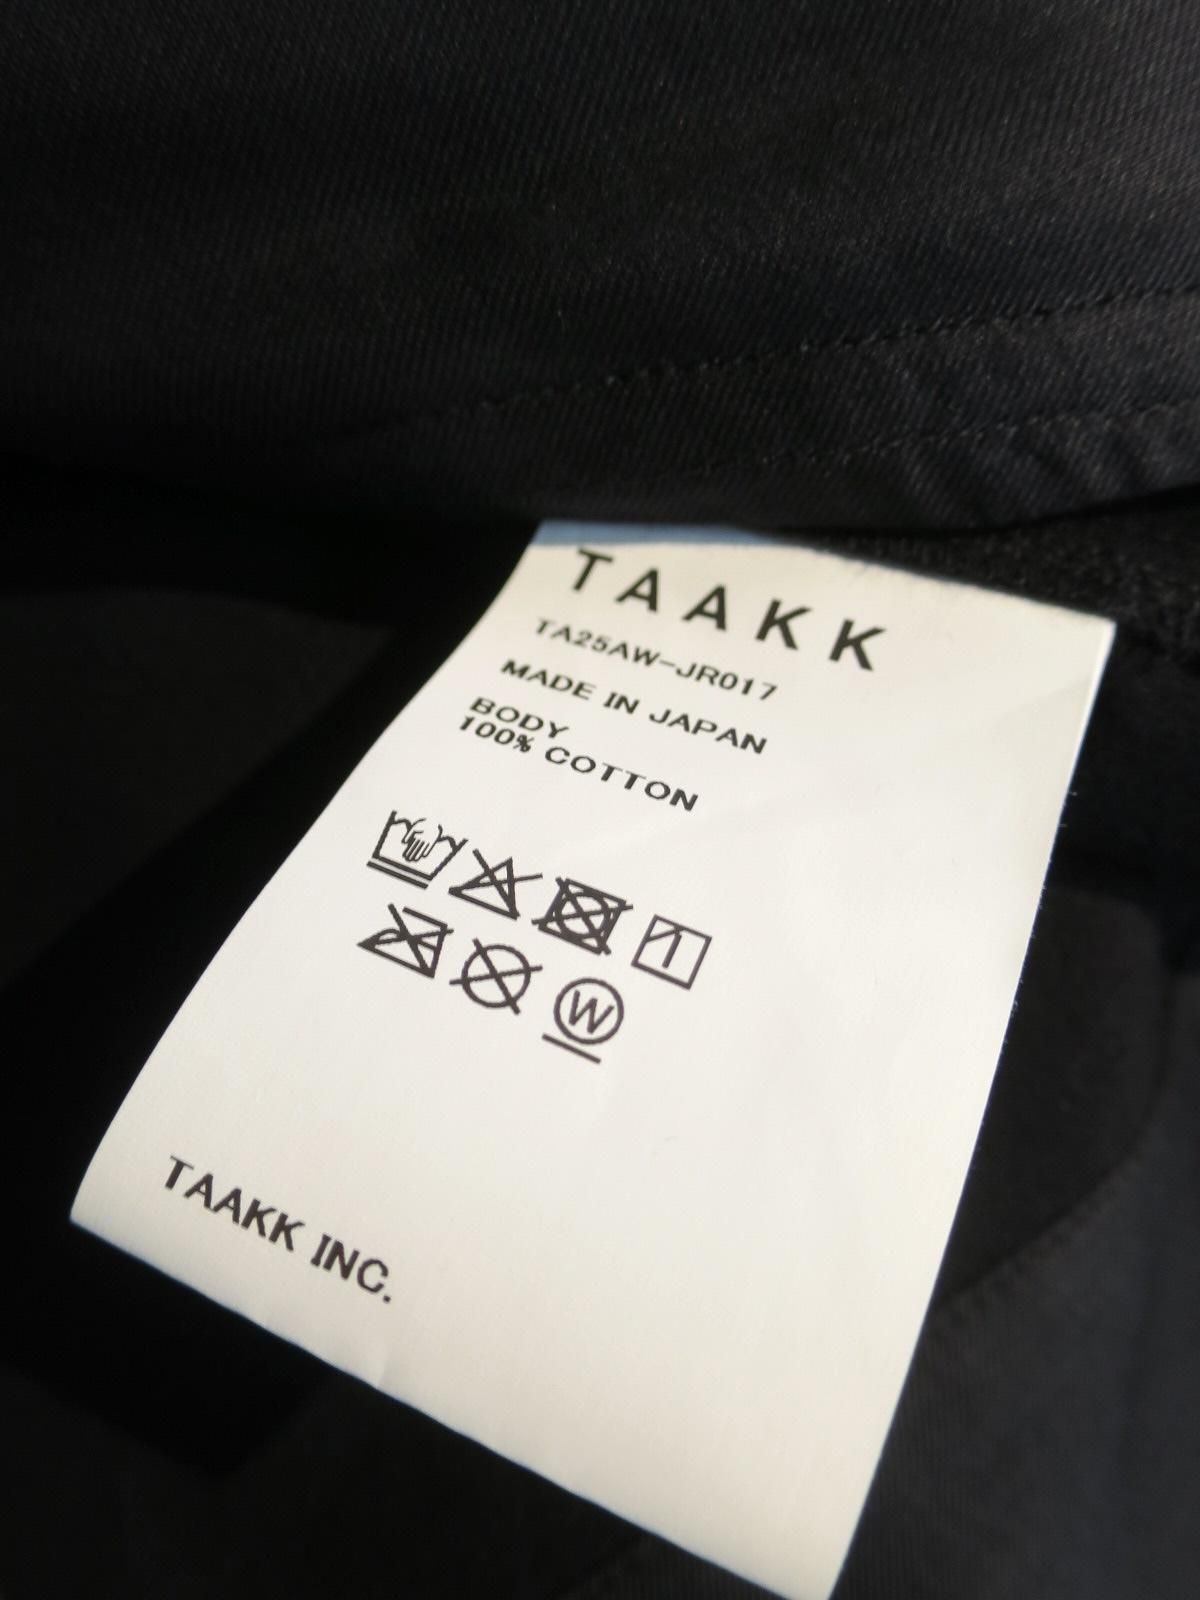 TAAKK
TA25AW-JR017
MADE IN JAPAN
BODY
100% COTTON
W
TAAKK INC.